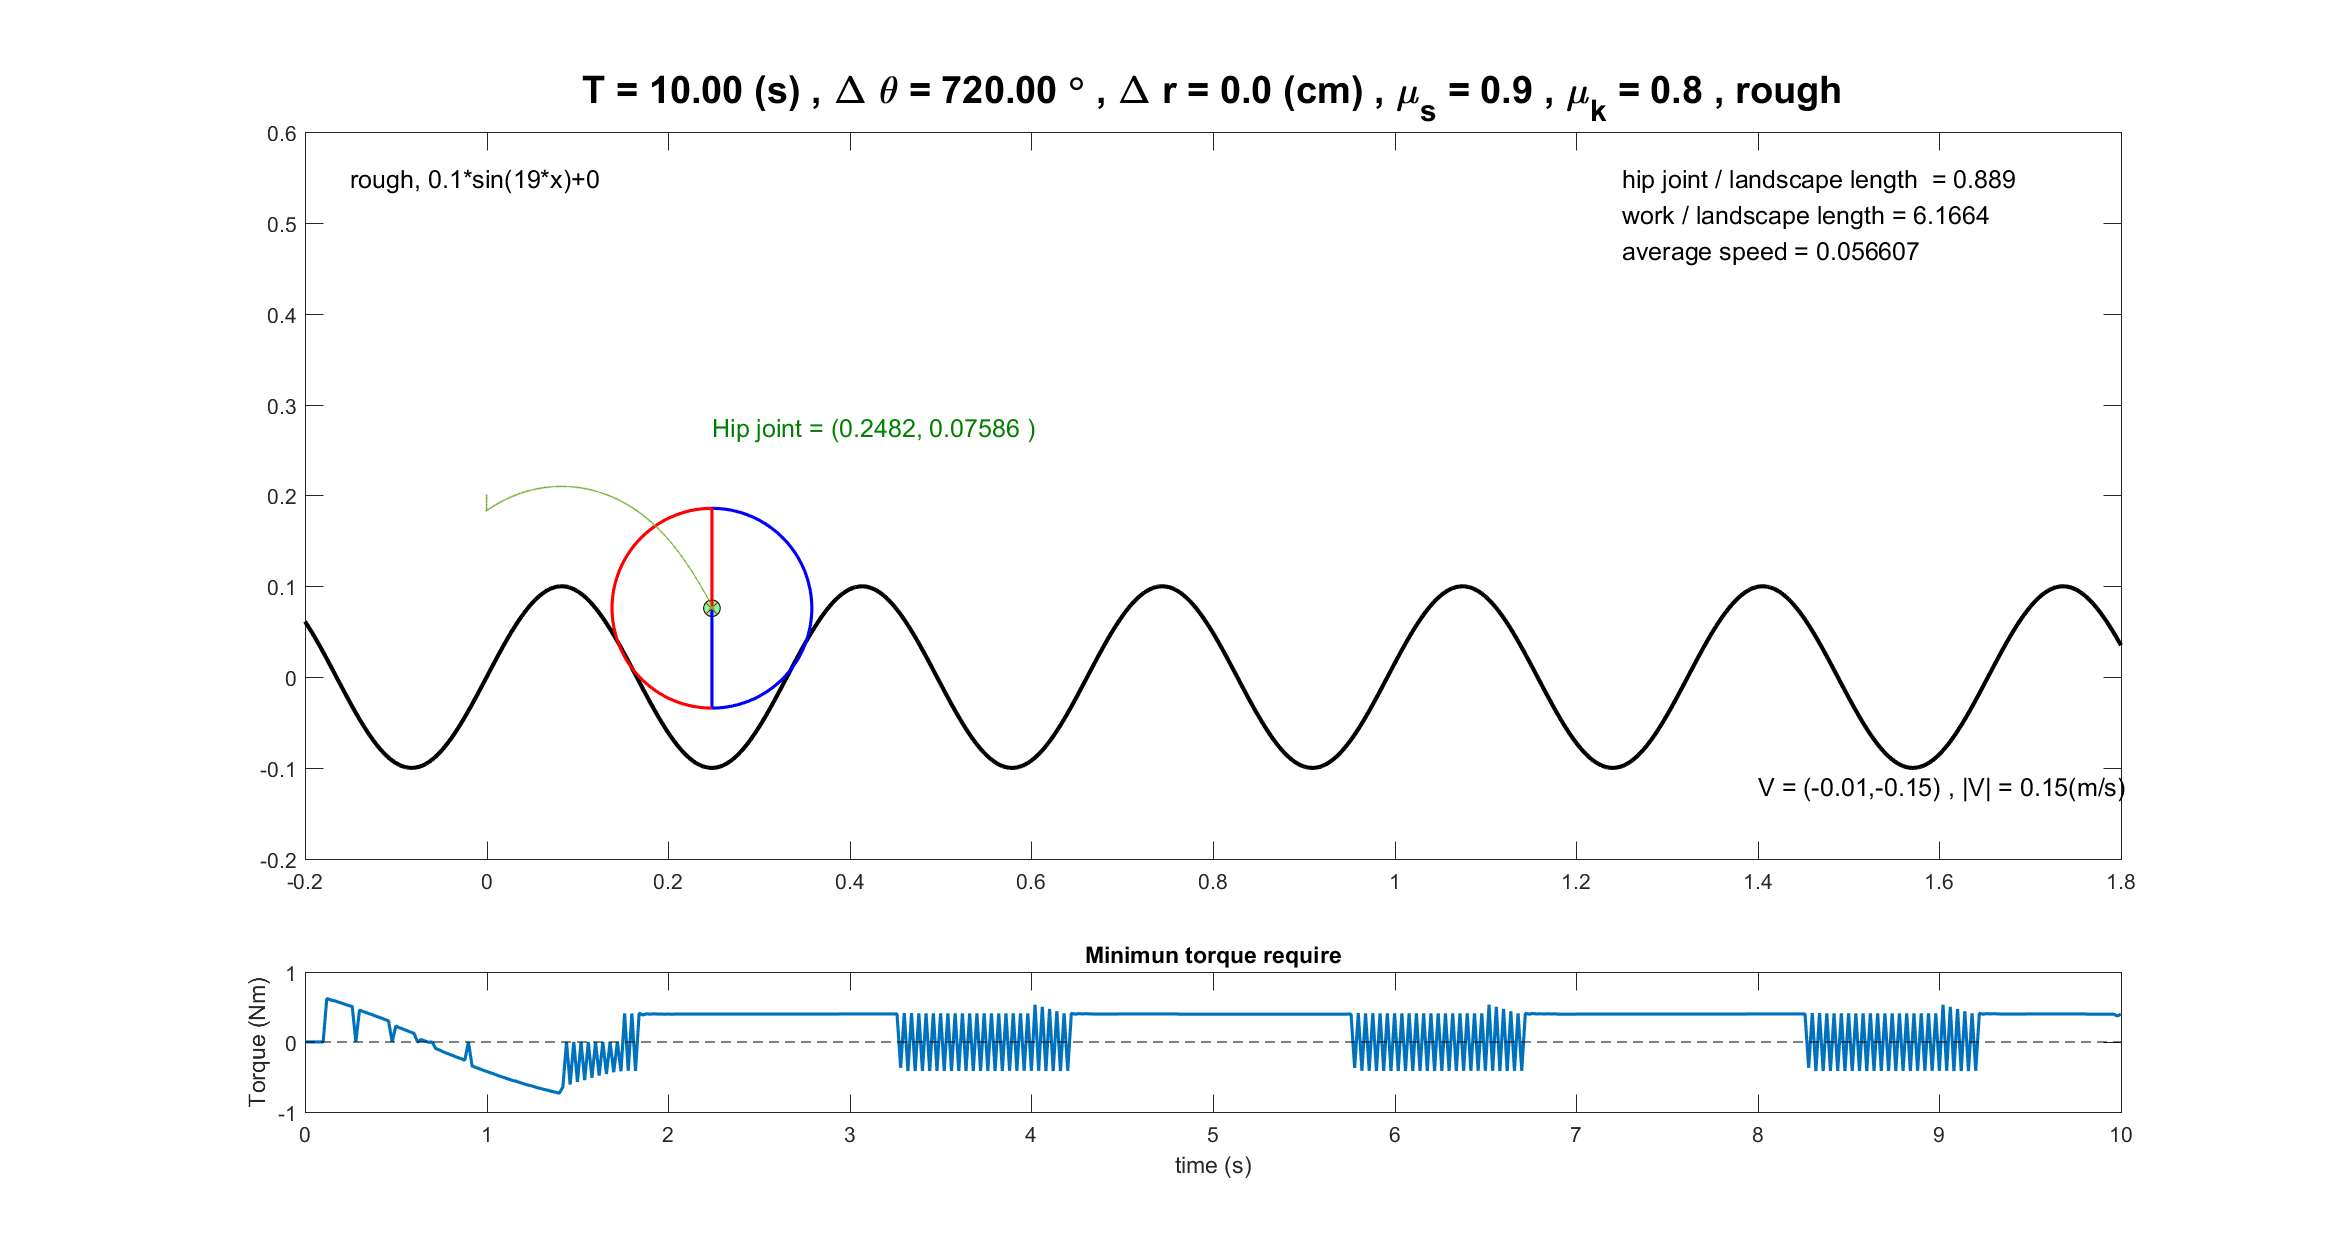 T = 10.00 (s) , Δ θ = 720.00 ° , Δ r = 0.0 (cm) , μs = 0.9 , μk = 0.8 , rough
0.6
0.5
0.4
0.3
0.2
0.1
0
-0.1
-0.2
rough, 0.1*sin(19*x)+0
hip joint / landscape length = 0.889
work / landscape length = 6.1664
average speed = 0.056607
Hip joint = (0.2482, 0.07586 )
V = (-0.01,-0.15) , |V| = 0.15(m/s)
-0.2 0 0.2 0.4 0.6 0.8 1 1.2 1.4 1.6 1.8
Minimun torque require
Torque (Nm)
1
0
-1
0 1 2 3 4 5 6 7 8 9 10
time (s)